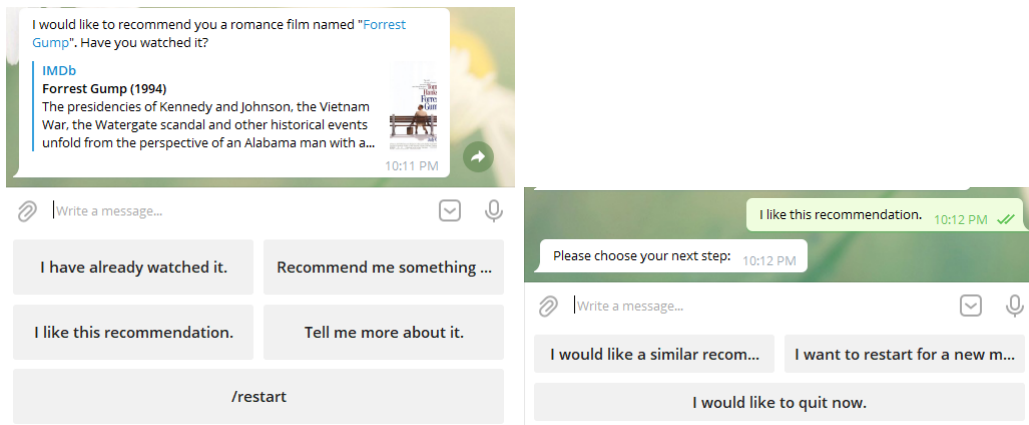 I would like to recommend you a romance film named "Forrest
Gump". Have you watched it?
IMDb
Forrest Gump (1994)
The presidencies of Kennedy and Johnson, the Vietnam
War, the Watergate scandal and other historical events
unfold from the perspective of an Alabama man with a...
Tom
Hanks
Forrest
Gump
10:11 PM
Write a message...
I have already watched it.
Recommend me something ...
I like this recommendation.
Tell me more about it.
/restart
I like this recommendation.
10:12 PM
Please choose your next step:
10:12 PM
Write a message...
I would like a similar recom...
I want to restart for a new m...
I would like to quit now.